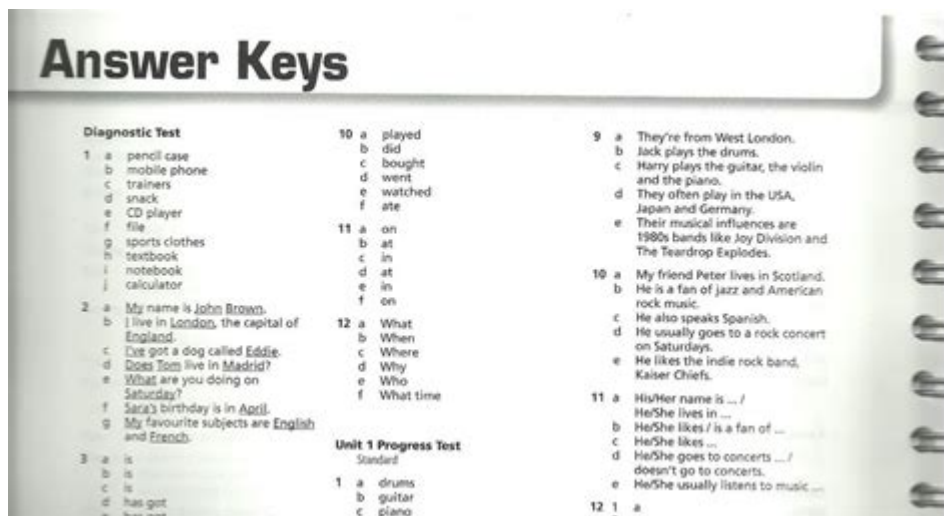 Answer Keys
Diagnostic Test
1 a pencil case
b mobile phone
c trainers
d snack
e CD player
f file
g sports clothes
h textbook
i notebook
j calculator
2 a My name is John Brown.
b I live in London, the capital of
England.
c I've got a dog called Eddie.
d Does Tom live in Madrid?
e What are you doing on
Saturday?
f Sara's birthday is in April.
g My favourite subjects are English
and French.
3 a is
b is
c is
d has got
e has got
10 a played
b did
c bought
d went
e watched
f ate
11 a on
b at
c in
d at
e in
f on
12 a What
b When
c Where
d Why
e Who
f What time
Unit 1 Progress Test
Standard
1 a drums
b guitar
c piano
9 a They're from West London.
b Jack plays the drums.
c Harry plays the guitar, the violin
and the piano.
d They often play in the USA,
Japan and Germany.
e Their musical influences are
1980s bands like Joy Division and
The Teardrop Explodes.
10 a My friend Peter lives in Scotland.
b He is a fan of jazz and American
rock music.
c He also speaks Spanish.
d He usually goes to a rock concert
on Saturdays.
e He likes the indie rock band,
Kaiser Chiefs.
11 a His/Her name is ... /
He/She lives in ...
b He/She likes / is a fan of ...
c He/She likes ...
d He/She goes to concerts ... /
doesn't go to concerts.
e He/She usually listens to music ...
12 1 a